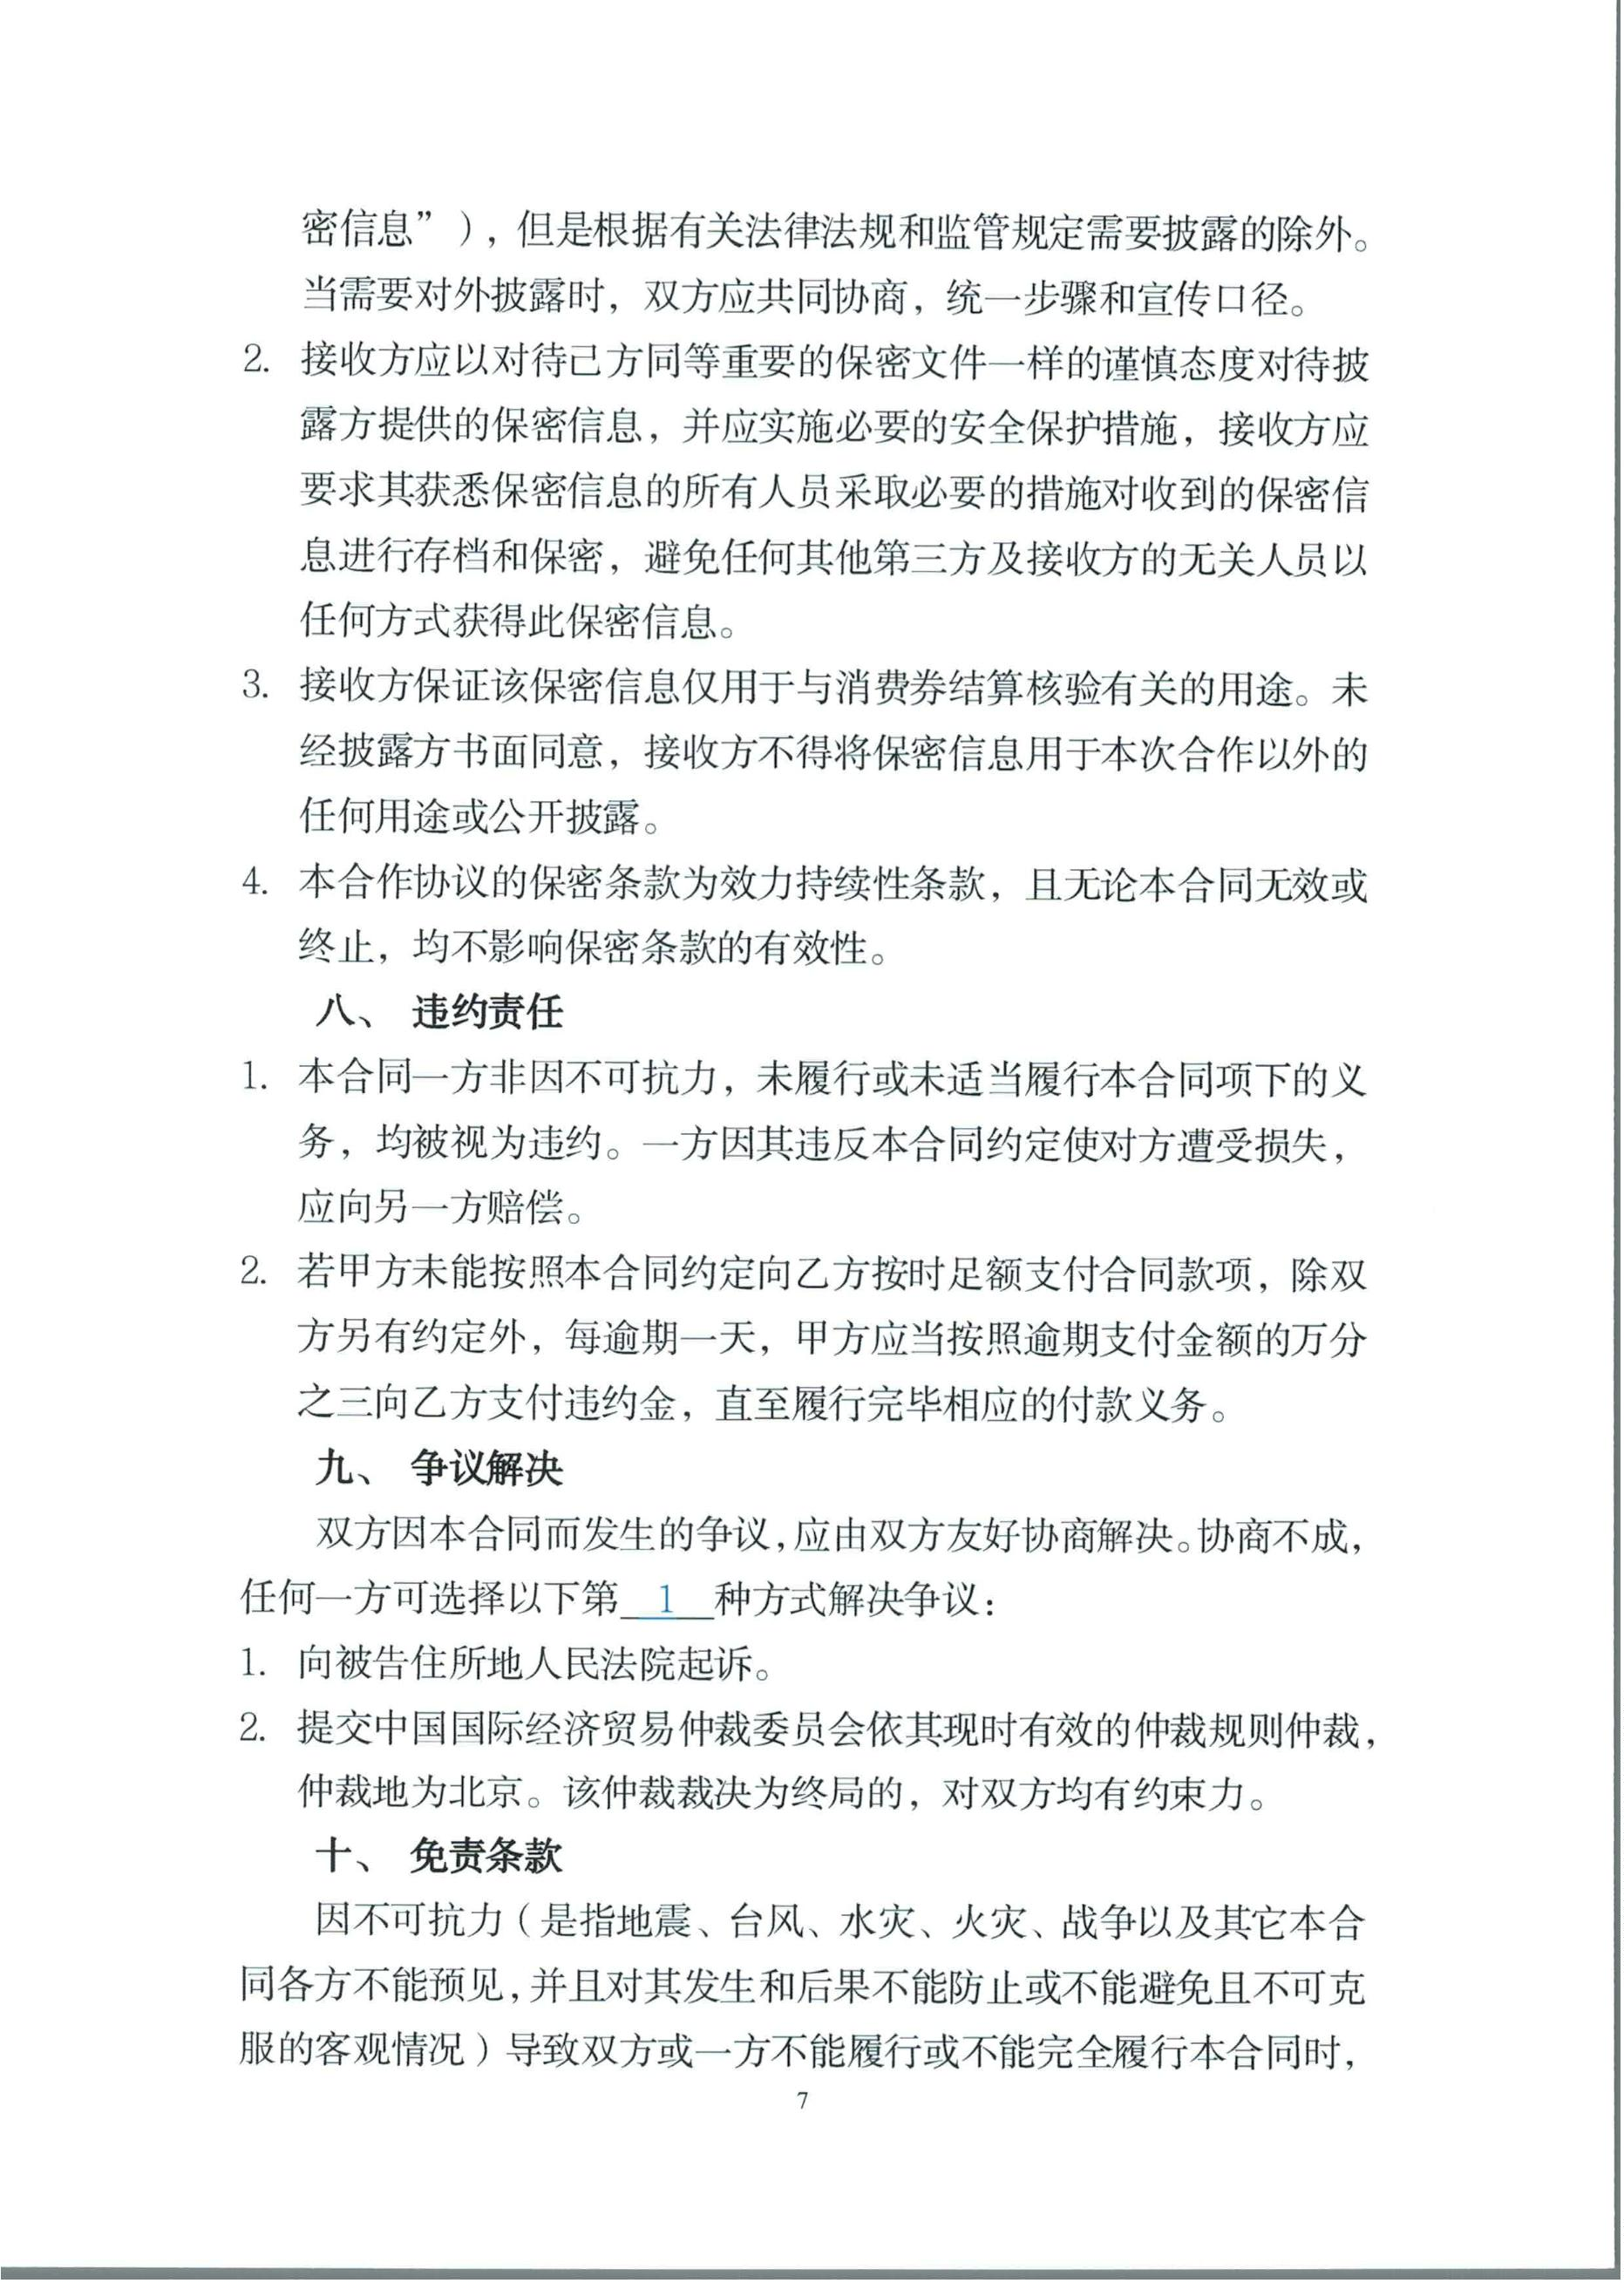 密信息”），但是根据有关法律法规和监管规定需要披露的除外。
当需要对外披露时，双方应共同协商，统一步骤和宣传口径。
2. 接收方应以对待己方同等重要的保密文件一样的谨慎态度对待披
露方提供的保密信息，并应实施必要的安全保护措施，接收方应
要求其获悉保密信息的所有人员采取必要的措施对收到的保密信
息进行存档和保密，避免任何其他第三方及接收方的无关人员以
任何方式获得此保密信息。
3. 接收方保证该保密信息仅用于与消费券结算核验有关的用途。未
经披露方书面同意，接收方不得将保密信息用于本次合作以外的
任何用途或公开披露。
4. 本合作协议的保密条款为效力持续性条款，且无论本合同无效或
终止，均不影响保密条款的有效性。
八、 违约责任
1. 本合同一方非因不可抗力，未履行或未适当履行本合同项下的义
务，均被视为违约。一方因其违反本合同约定使对方遭受损失，
应向另一方赔偿。
2. 若甲方未能按照本合同约定向乙方按时足额支付合同款项，除双
方另有约定外，每逾期一天，甲方应当按照逾期支付金额的万分
之三向乙方支付违约金，直至履行完毕相应的付款义务。
九、 争议解决
双方因本合同而发生的争议，应由双方友好协商解决。协商不成，
任何一方可选择以下第 1 种方式解决争议：
1. 向被告住所地人民法院起诉。
2. 提交中国国际经济贸易仲裁委员会依其现时有效的仲裁规则仲裁，
仲裁地为北京。该仲裁裁决为终局的，对双方均有约束力。
十、 免责条款
因不可抗力（是指地震、台风、水灾、火灾、战争以及其它本合
同各方不能预见，并且对其发生和后果不能防止或不能避免且不可克
服的客观情况）导致双方或一方不能履行或不能完全履行本合同时，
7